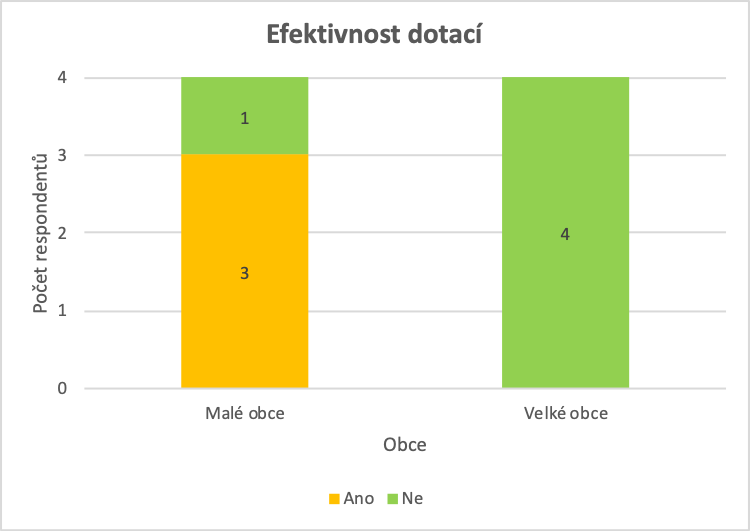 Efektivnost dotací
Počet respondentů
4
3
2
1
0
1
3
4
Malé obce
Velké obce
Obce
Ano
Ne